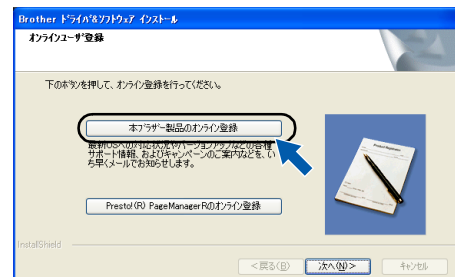 Brother ドライバ&ソフトウェア インストール
オンラインユーザ登録
下のボタンを押して、オンライン登録を行ってください。
本ブラザー製品のオンライン登録
最新OSへの対応状況やバージョンアップなどの各種
サポート情報、およびキャンペーンのご案内などを、い
ち早くメールでお知らせします。
Presto!(R) PageManagerRのオンライン登録
InstallShield
<戻る(B)
次へ(N)>
キャンセル